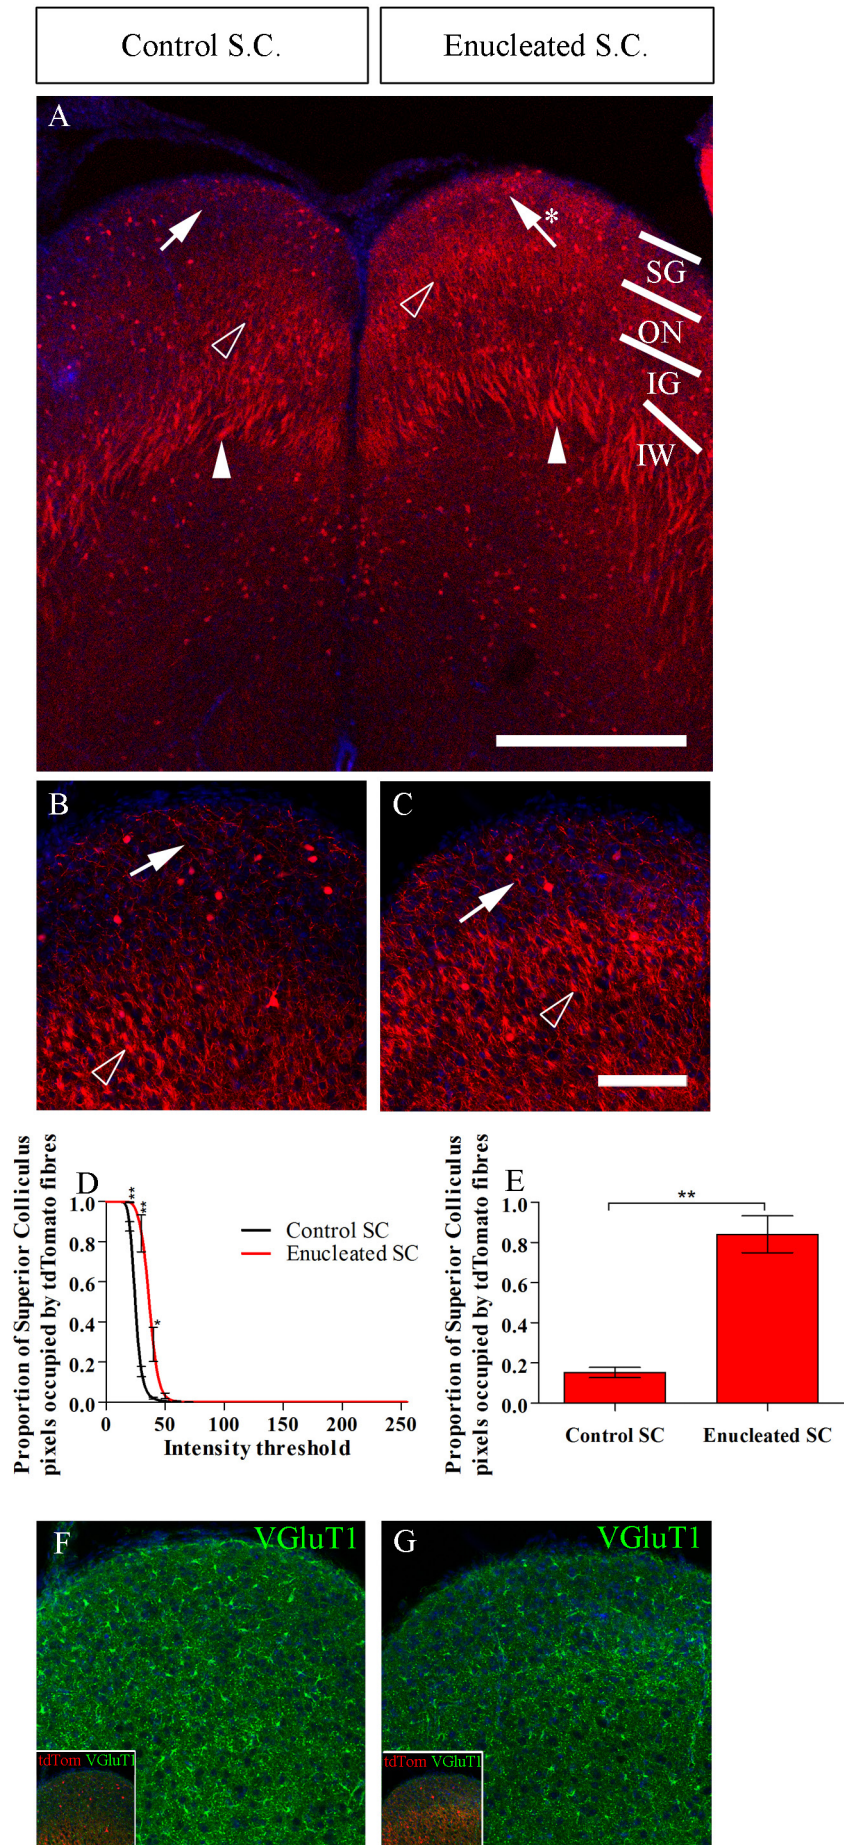 Control S.C.
Enucleated S.C.
A
*
SG
ON
IG
IW
B
C
D
Proportion of Superior Colliculus
pixels occupied by tdTomato fibres
1.0
0.8
0.6
0.4
0.2
0.0
**
**
*
Control SC
Enucleated SC
0
50
100
150
200
250
Intensity threshold
E
Proportion of Superior Colliculus
pixels occupied by tdTomato fibres
1.0
0.8
0.6
0.4
0.2
0.0
**
Control SC
Enucleated SC
F
VGluT1
tdTom VGluT1
G
VGluT1
tdTom VGluT1